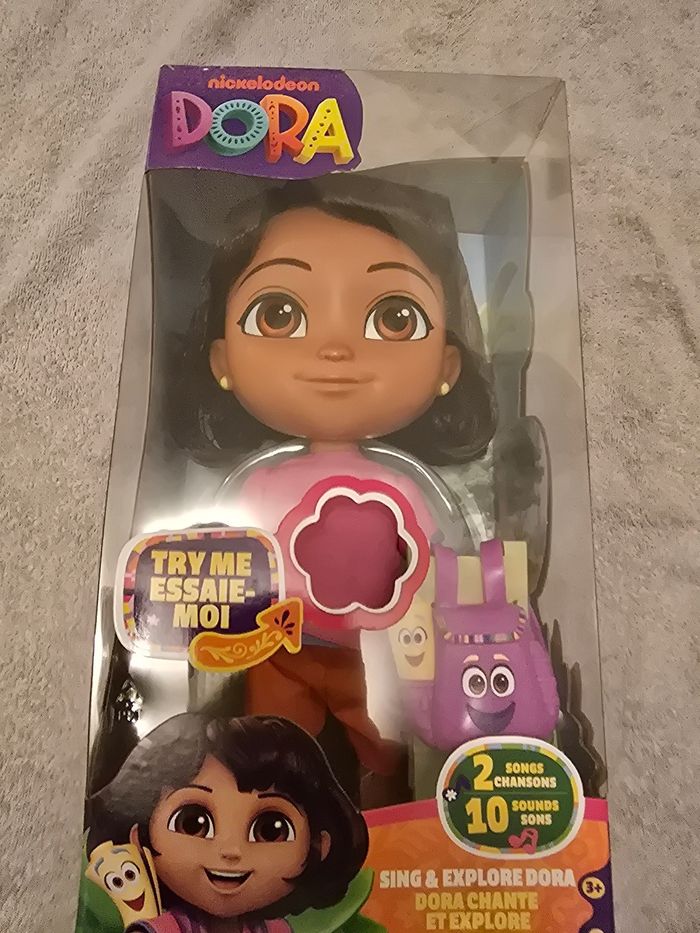 nickelodeon
DORA
TRY ME
ESSAIE-
MOI
2 SONGS
CHANSONS
10 SOUNDS
SONS
SING & EXPLORE DORA
3+
DORA CHANTE
ET EXPLORE